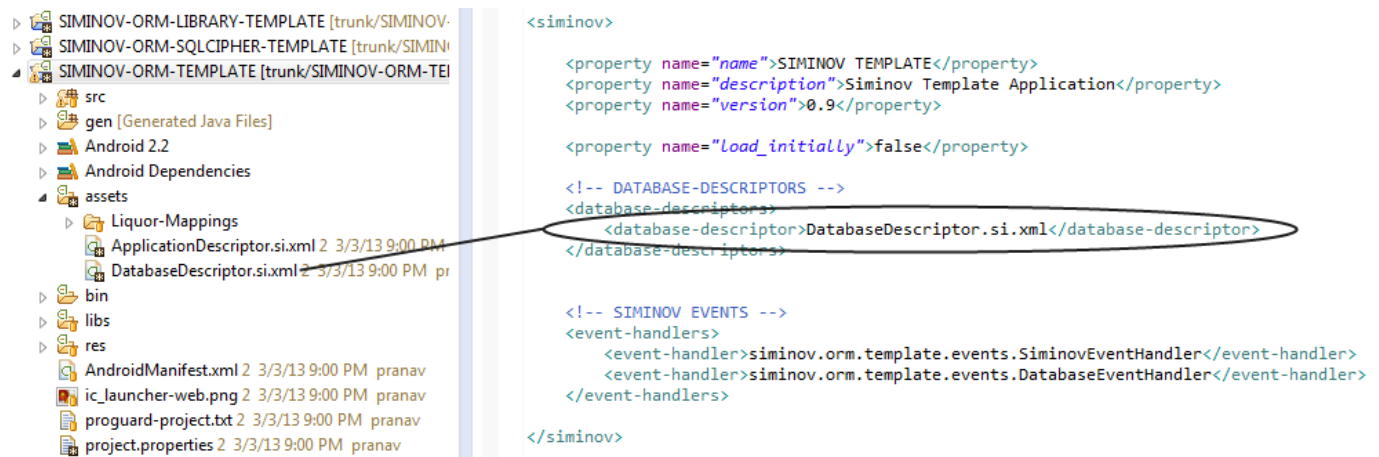 SIMINOV-ORM-LIBRARY-TEMPLATE [trunk/SIMINOV-
SIMINOV-ORM-SQLCIPHER-TEMPLATE [trunk/SIMIN
SIMINOV-ORM-TEMPLATE [trunk/SIMINOV-ORM-TEI
src
gen [Generated Java Files]
Android 2.2
Android Dependencies
assets
Liquor-Mappings
ApplicationDescriptor.si.xml 2 3/3/13 9:00 PM
DatabaseDescriptor.si.xml 2 3/3/13 9:00 PM pr
bin
libs
res
AndroidManifest.xml 2 3/3/13 9:00 PM pranav
ic_launcher-web.png 2 3/3/13 9:00 PM pranav
proguard-project.txt 2 3/3/13 9:00 PM pranav
project.properties 2 3/3/13 9:00 PM pranav
<siminov>
<property name="name">SIMINOV TEMPLATE</property>
<property name="description">Siminov Template Application</property>
<property name="version">0.9</property>
<property name="load_initially">false</property>
<!-- DATABASE-DESCRIPTORS -->
<database-descriptors>
<database-descriptor>DatabaseDescriptor.si.xml</database-descriptor>
</database-descriptors>
<!-- SIMINOV EVENTS -->
<event-handlers>
<event-handler>siminov.orm.template.events.SiminovEventHandler</event-handler>
<event-handler>siminov.orm.template.events.DatabaseEventHandler</event-handler>
</event-handlers>
</siminov>